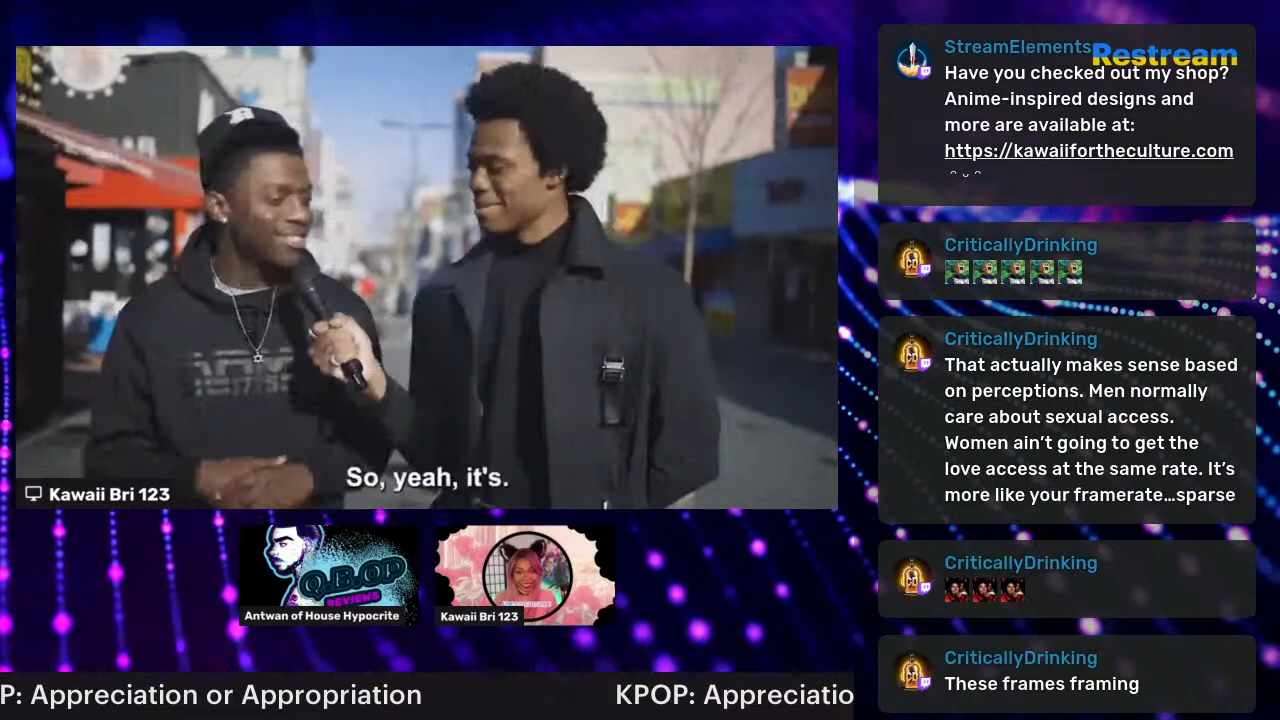 So, yeah, it's.
Kawaii Bri 123
Q.B.OP
REVIEWS
Antwan of House Hypocrite
Kawaii Bri 123
P: Appreciation or Appropriation
KPOP: Appreciatio
StreamElements
Restream
Have you checked out my shop?
Anime-inspired designs and
more are available at:
https://kawaiifortheculture.com
CriticallyDrinking
CriticallyDrinking
That actually makes sense based
on perceptions. Men normally
care about sexual access.
Women ain’t going to get the
love access at the same rate. It’s
more like your framerate…sparse
CriticallyDrinking
CriticallyDrinking
These frames framing